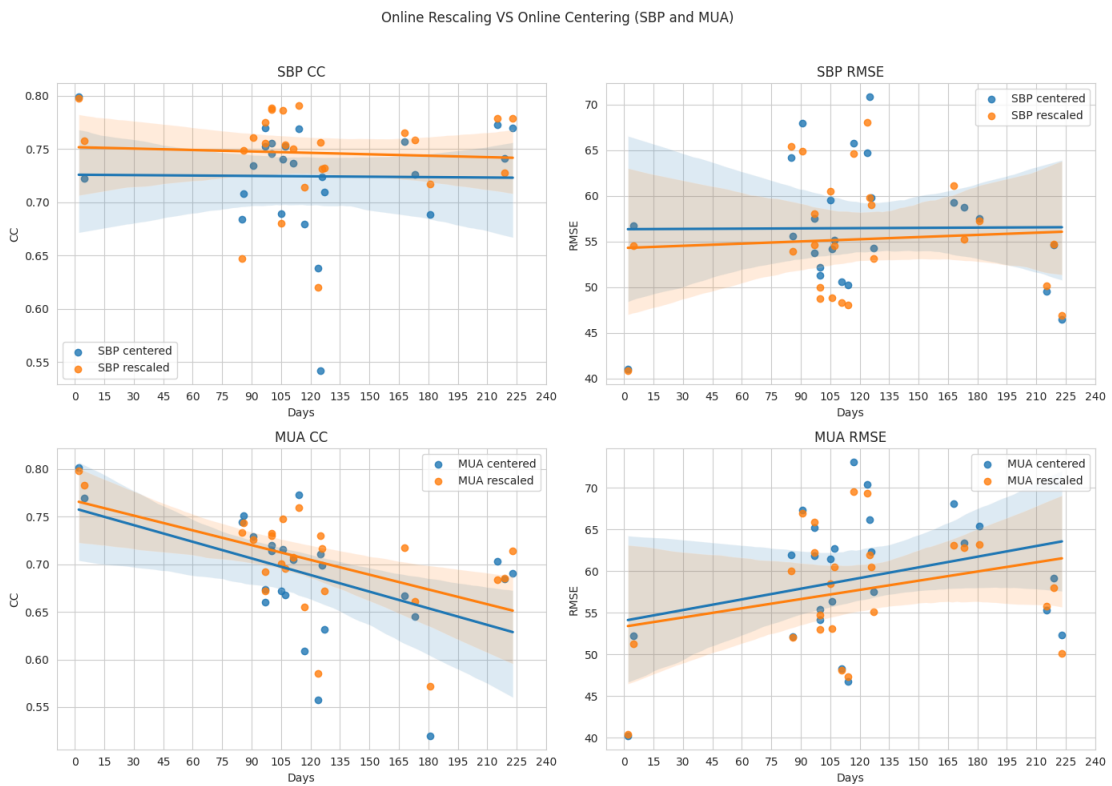 Online Rescaling VS Online Centering (SBP and MUA)
SBP CC
CC
0.80
0.75
0.70
0.65
0.60
0.55
SBP centered
SBP rescaled
0 15 30 45 60 75 90 105 120 135 150 165 180 195 210 225 240
Days
SBP RMSE
RMSE
70
65
60
55
50
45
40
SBP centered
SBP rescaled
0 15 30 45 60 75 90 105 120 135 150 165 180 195 210 225 240
Days
MUA CC
CC
0.80
0.75
0.70
0.65
0.60
0.55
MUA centered
MUA rescaled
0 15 30 45 60 75 90 105 120 135 150 165 180 195 210 225 240
Days
MUA RMSE
RMSE
70
65
60
55
50
45
40
MUA centered
MUA rescaled
0 15 30 45 60 75 90 105 120 135 150 165 180 195 210 225 240
Days